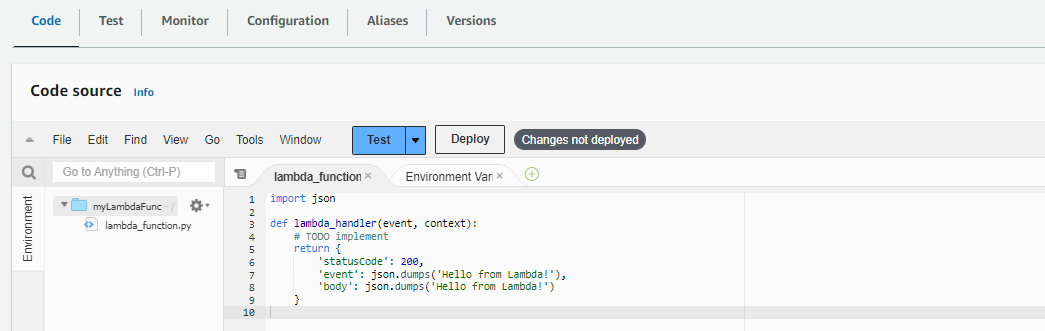 Code Test Monitor Configuration Aliases Versions
Code source Info
File Edit Find View Go Tools Window Test Deploy Changes not deployed
Go to Anything (Ctrl-P)
lambda_function Environment Vari
Environment
myLambdaFunc - /
lambda_function.py
1 import json
2
3 def lambda_handler(event, context):
4 # TODO implement
5 return {
6 'statusCode': 200,
7 'event': json.dumps('Hello from Lambda!'),
8 'body': json.dumps('Hello from Lambda!')
9 }
10